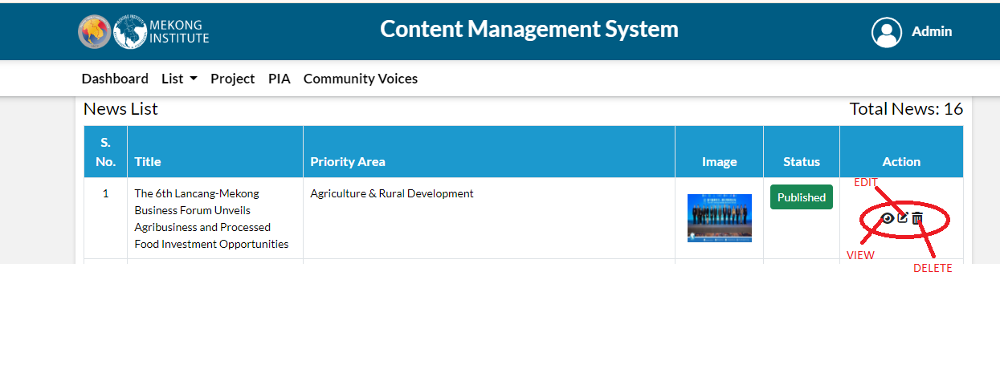 MEKONG
INSTITUTE
Content Management System
Admin
Dashboard List Project PIA Community Voices
News List
Total News: 16
S.
No.
Title
Priority Area
Image
Status
Action
1
The 6th Lancang-Mekong
Business Forum Unveils
Agribusiness and Processed
Food Investment Opportunities
Agriculture & Rural Development
Published
EDIT
VIEW
DELETE